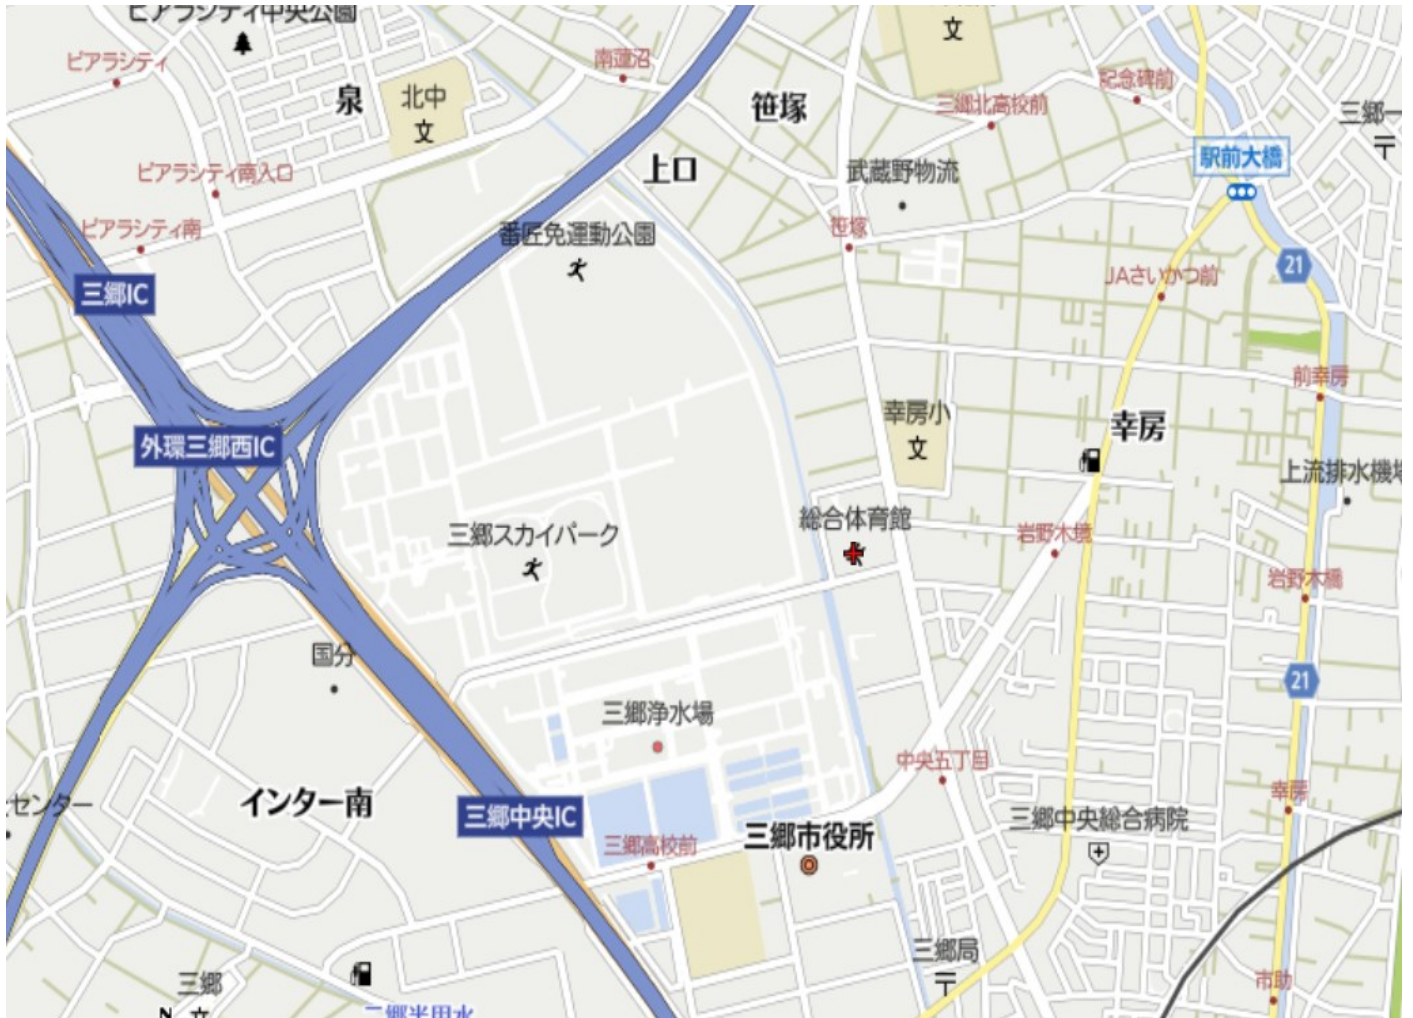 ピアラシティ中央公園
文
ピアラシティ
南蓮沼
泉
北中
文
笹塚
三郷北高校前
記念碑前
三郷一
〒
駅前大橋
上口
武蔵野物流
ピアラシティ南入口
ピアラシティ南
番匠免運動公園
笹塚
21
JAさいかつ前
三郷IC
前幸房
幸房小
文
幸房
外環三郷西IC
上流排水機場
総合体育館
三郷スカイパーク
岩野木境
岩野木橋
国分
21
三郷浄水場
中央五丁目
センター
インター南
三郷中央IC
幸房
三郷中央総合病院
三郷高校前
三郷市役所
三郷局
〒
市助
三郷
N
文